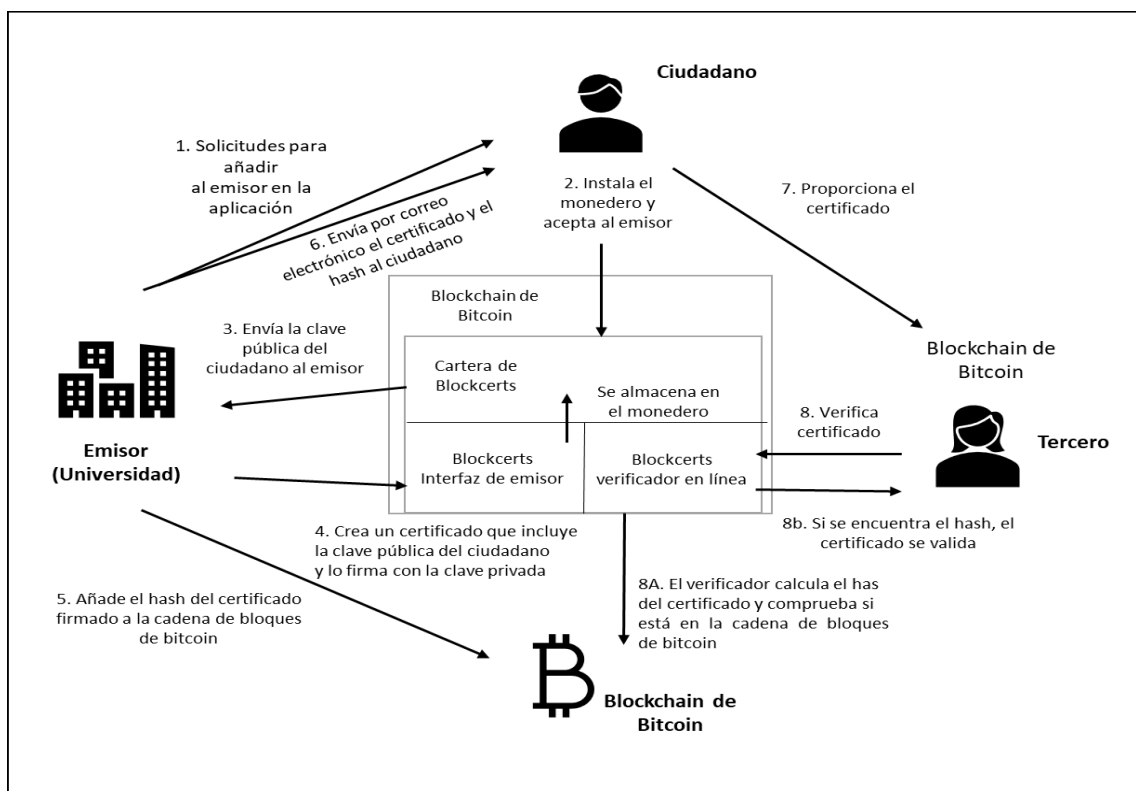 Ciudadano
1. Solicitudes para
añadir
al emisor en la
aplicación
2. Instala el
monedero y
acepta al emisor
7. Proporciona el
certificado
6. Envía por correo
electrónico el certificado y el
hash al ciudadano
Blockchain de
Bitcoin
3. Envía la clave
pública del
ciudadano al emisor
Cartera de
Blockcerts
Se almacena en
el monedero
Blockchain de
Bitcoin
8. Verifica
certificado
Tercero
Emisor
(Universidad)
Blockcerts
Interfaz de emisor
Blockcerts
verificador en línea
8b. Si se encuentra el hash, el
certificado se valida
4. Crea un certificado que incluye
la clave pública del ciudadano
y lo firma con la clave privada
5. Añade el hash del certificado
firmado a la cadena de bloques
de bitcoin
8A. El verificador calcula el has
del certificado y comprueba si
está en la cadena de bloques
de bitcoin
Blockchain de
Bitcoin